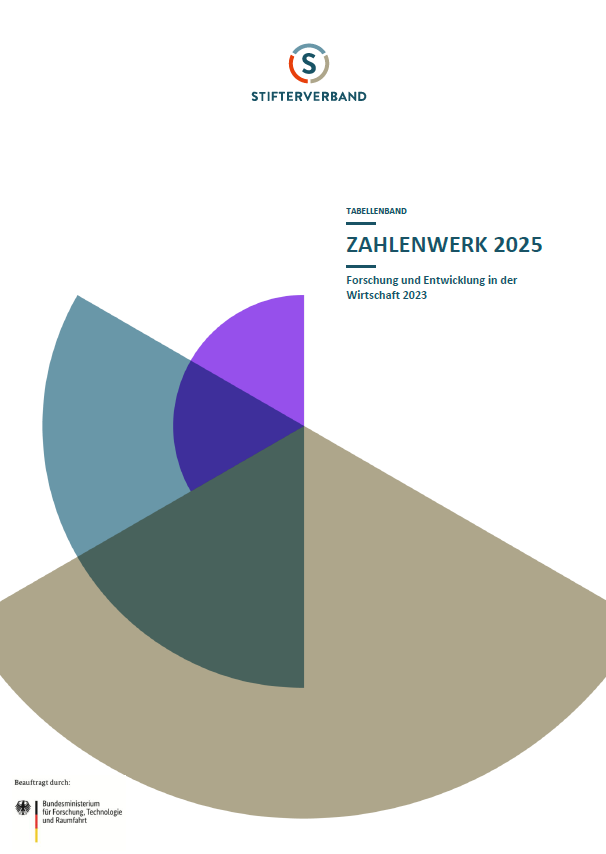 S
STIFTERVERBAND
TABELLENBAND
ZAHLENWERK 2025
Forschung und Entwicklung in der
Wirtschaft 2023
Beauftragt durch:
Bundesministerium
für Forschung, Technologie
und Raumfahrt